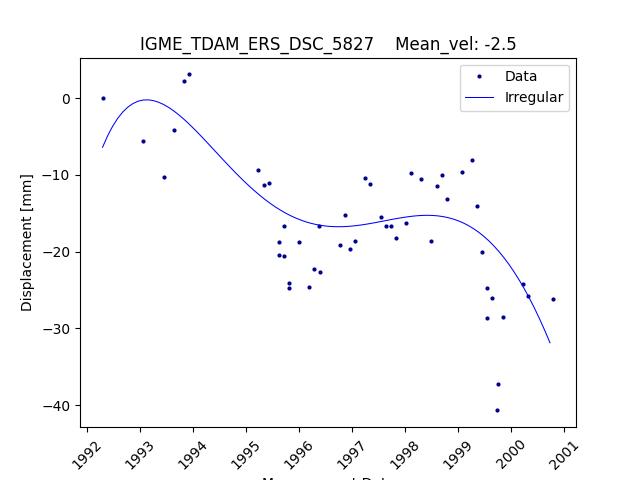 IGME_TDAM_ERS_DSC_5827    Mean_vel: -2.5
Data
Irregular
Displacement [mm]
0
−10
−20
−30
−40
1992 1993 1994 1995 1996 1997 1998 1999 2000 2001